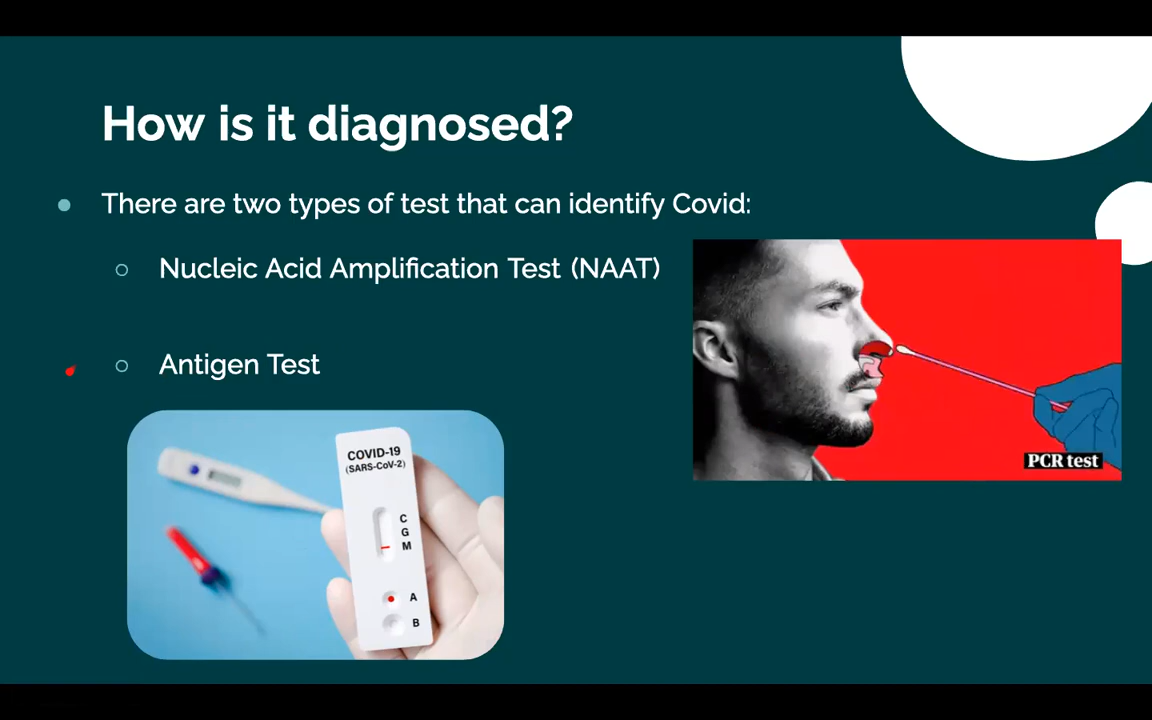 How is it diagnosed?
There are two types of test that can identify Covid:
Nucleic Acid Amplification Test (NAAT)
Antigen Test
COVID-19
(SARS-CoV-2)
C
G
M
A
B
PCR test